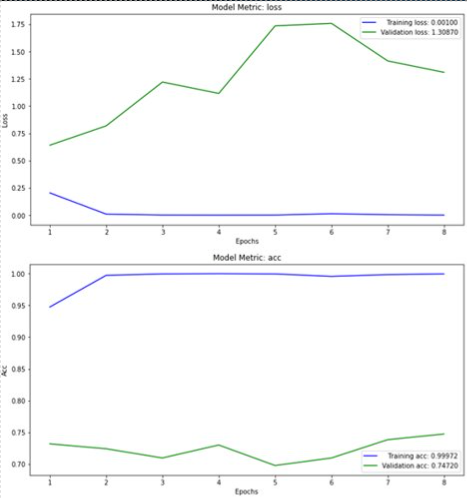 Model Metric: loss
1.75
1.50
1.25
1.00
0.75
0.50
0.25
0.00
Loss
Training loss: 0.00100
Validation loss: 1.30870
1 2 3 4 5 6 7 8
Epochs
Model Metric: acc
1.00
0.95
0.90
0.85
0.80
0.75
0.70
Acc
Training acc: 0.99972
Validation acc: 0.74720
1 2 3 4 5 6 7 8
Epochs